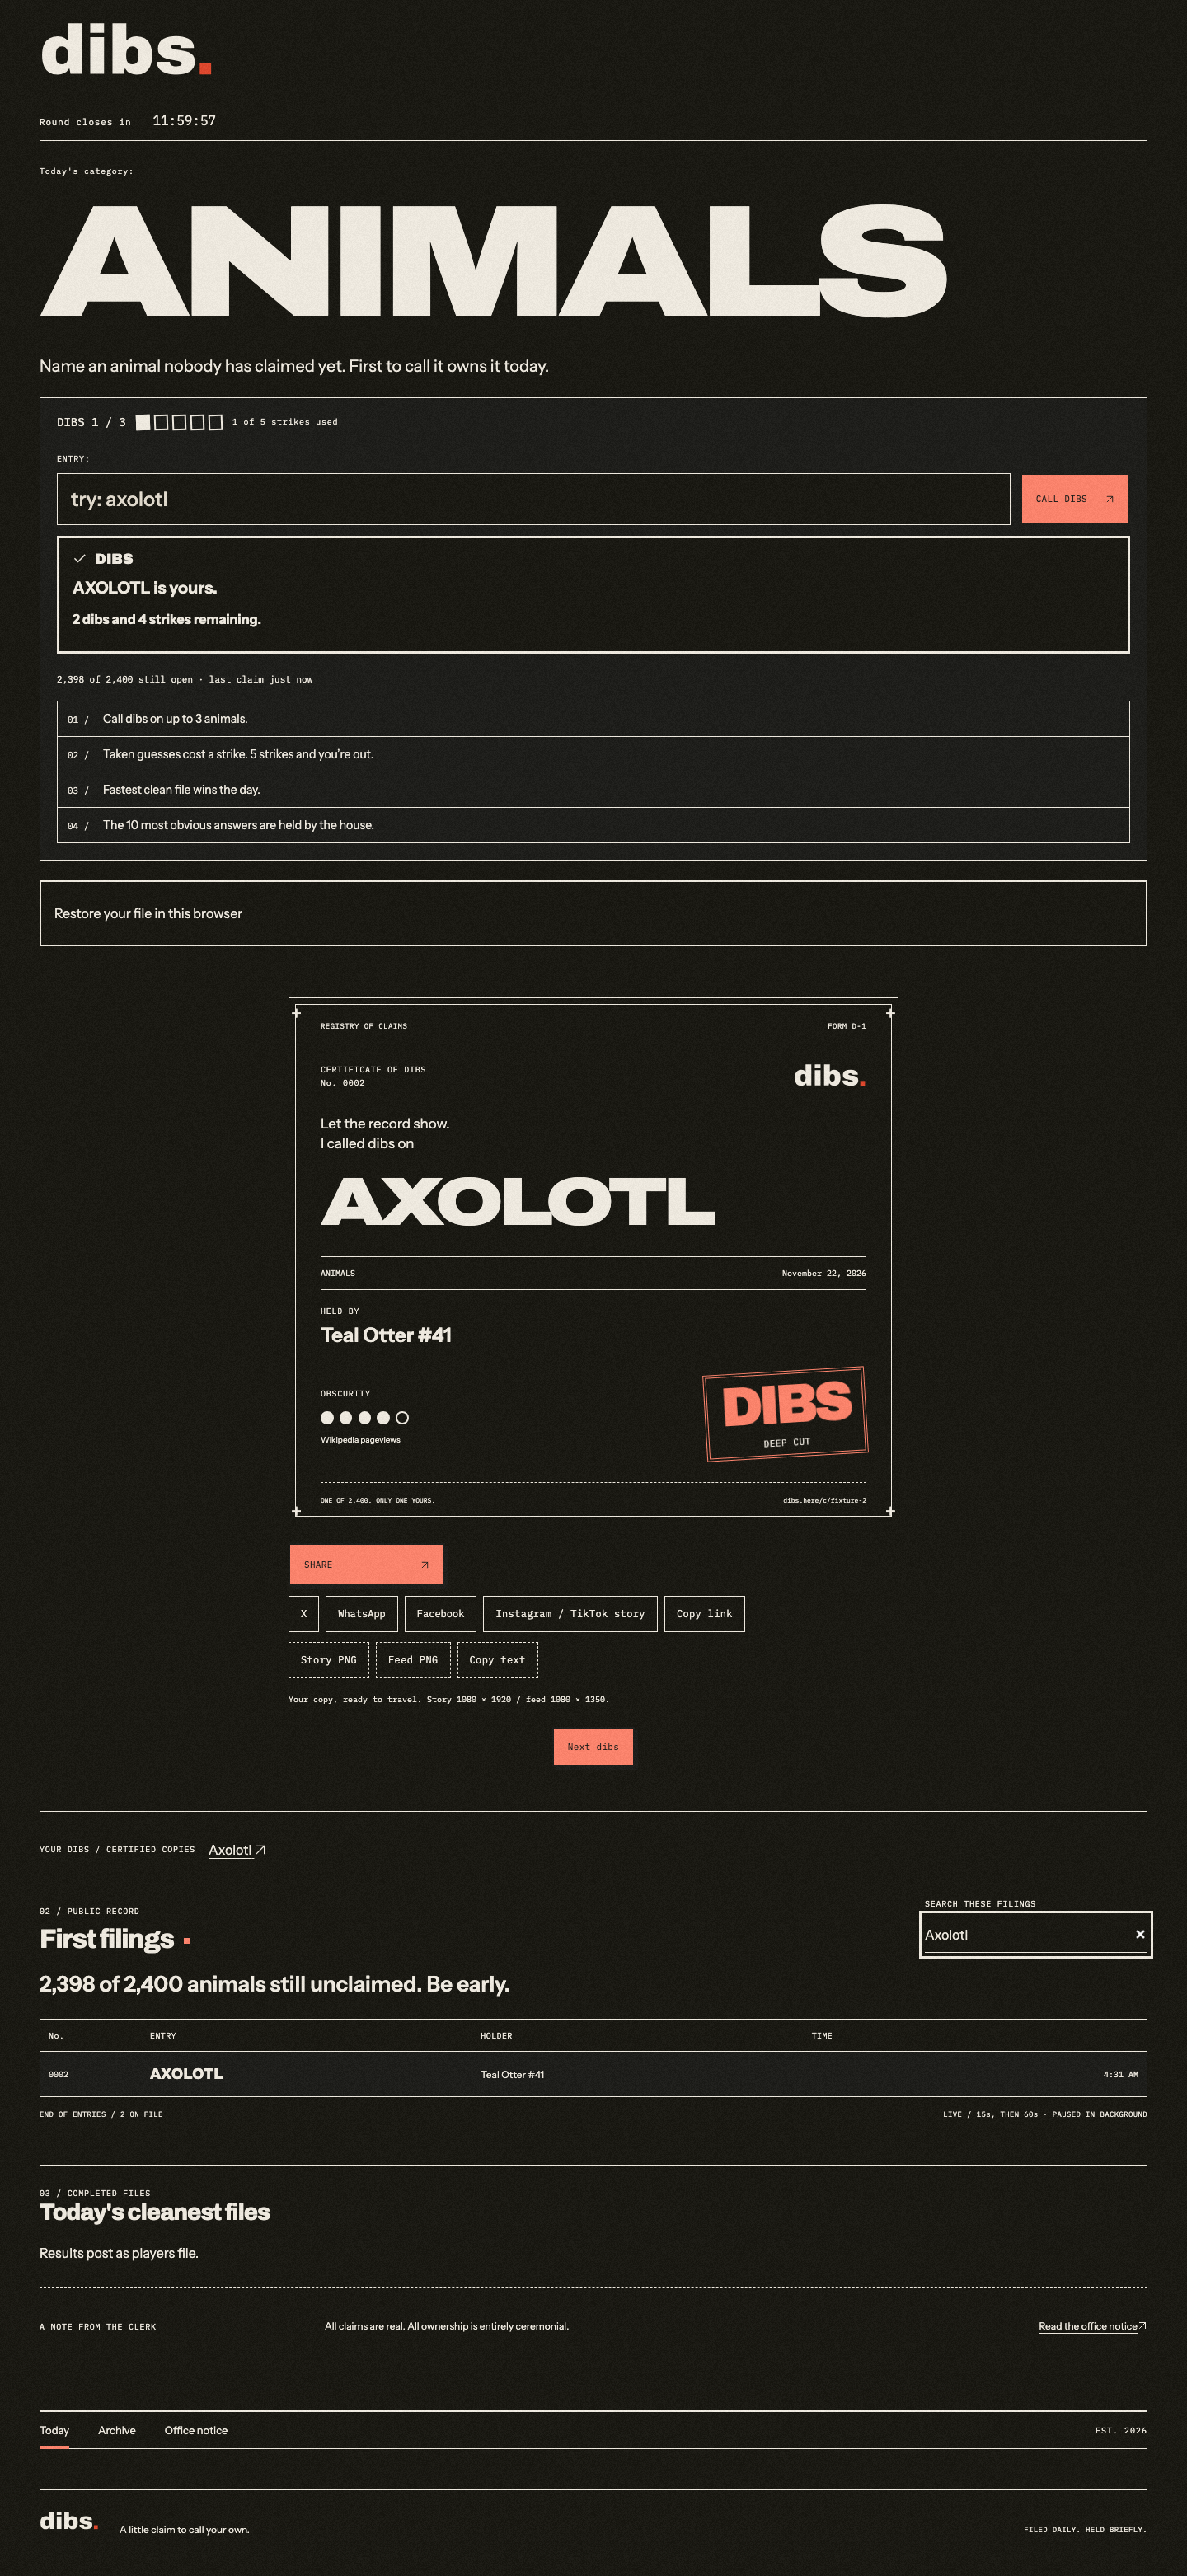 dibs.
Round closes in 11:59:57
Today's category:
ANIMALS
Name an animal nobody has claimed yet. First to call it owns it today.
DIBS 1 / 3 1 of 5 strikes used
ENTRY:
try: axolotl
CALL DIBS
DIBS
AXOLOTL is yours.
2 dibs and 4 strikes remaining.
2,398 of 2,400 still open · last claim just now
01 / Call dibs on up to 3 animals.
02 / Taken guesses cost a strike. 5 strikes and you're out.
03 / Fastest clean file wins the day.
04 / The 10 most obvious answers are held by the house.
Restore your file in this browser
REGISTRY OF CLAIMS FORM D-1
CERTIFICATE OF DIBS
No. 0002
dibs.
Let the record show.
I called dibs on
AXOLOTL
ANIMALS November 22, 2026
HELD BY
Teal Otter #41
OBSCURITY
Wikipedia pageviews
DIBS
DEEP CUT
ONE OF 2,400. ONLY ONE YOURS. dibs.here/c/fixture-2
SHARE
X WhatsApp Facebook Instagram / TikTok story Copy link
Story PNG Feed PNG Copy text
Your copy, ready to travel. Story 1080 × 1920 / feed 1080 × 1350.
Next dibs
YOUR DIBS / CERTIFIED COPIES Axolotl
02 / PUBLIC RECORD
First filings
SEARCH THESE FILINGS
Axolotl
2,398 of 2,400 animals still unclaimed. Be early.
No. ENTRY HOLDER TIME
0002 AXOLOTL Teal Otter #41 4:31 AM
END OF ENTRIES / 2 ON FILE LIVE / 15s, THEN 60s · PAUSED IN BACKGROUND
03 / COMPLETED FILES
Today's cleanest files
Results post as players file.
A NOTE FROM THE CLERK All claims are real. All ownership is entirely ceremonial. Read the office notice
Today Archive Office notice EST. 2026
dibs. A little claim to call your own. FILED DAILY. HELD BRIEFLY.